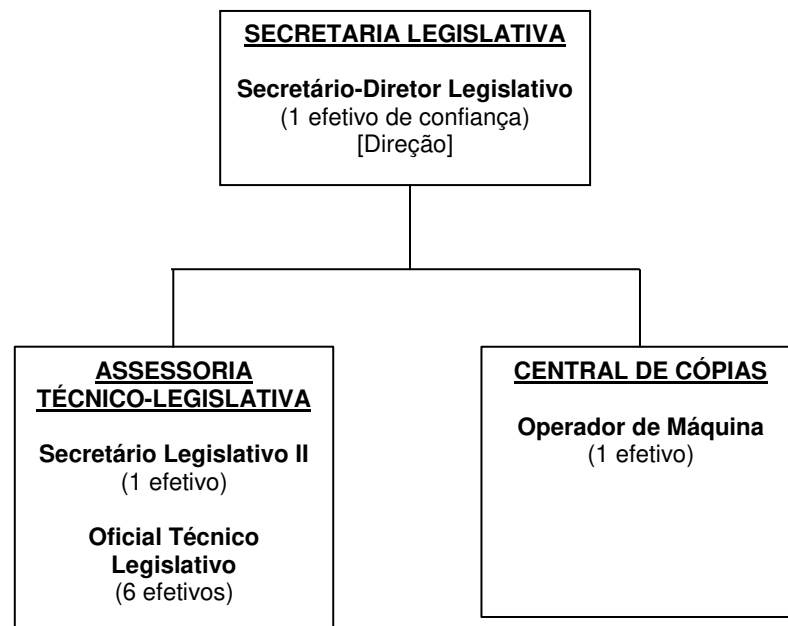 SECRETARIA LEGISLATIVA
Secretário-Diretor Legislativo
(1 efetivo de confiança)
[Direção]
ASSESSORIA
TÉCNICO-LEGISLATIVA
Secretário Legislativo II
(1 efetivo)
Oficial Técnico
Legislativo
(6 efetivos)
CENTRAL DE CÓPIAS
Operador de Máquina
(1 efetivo)